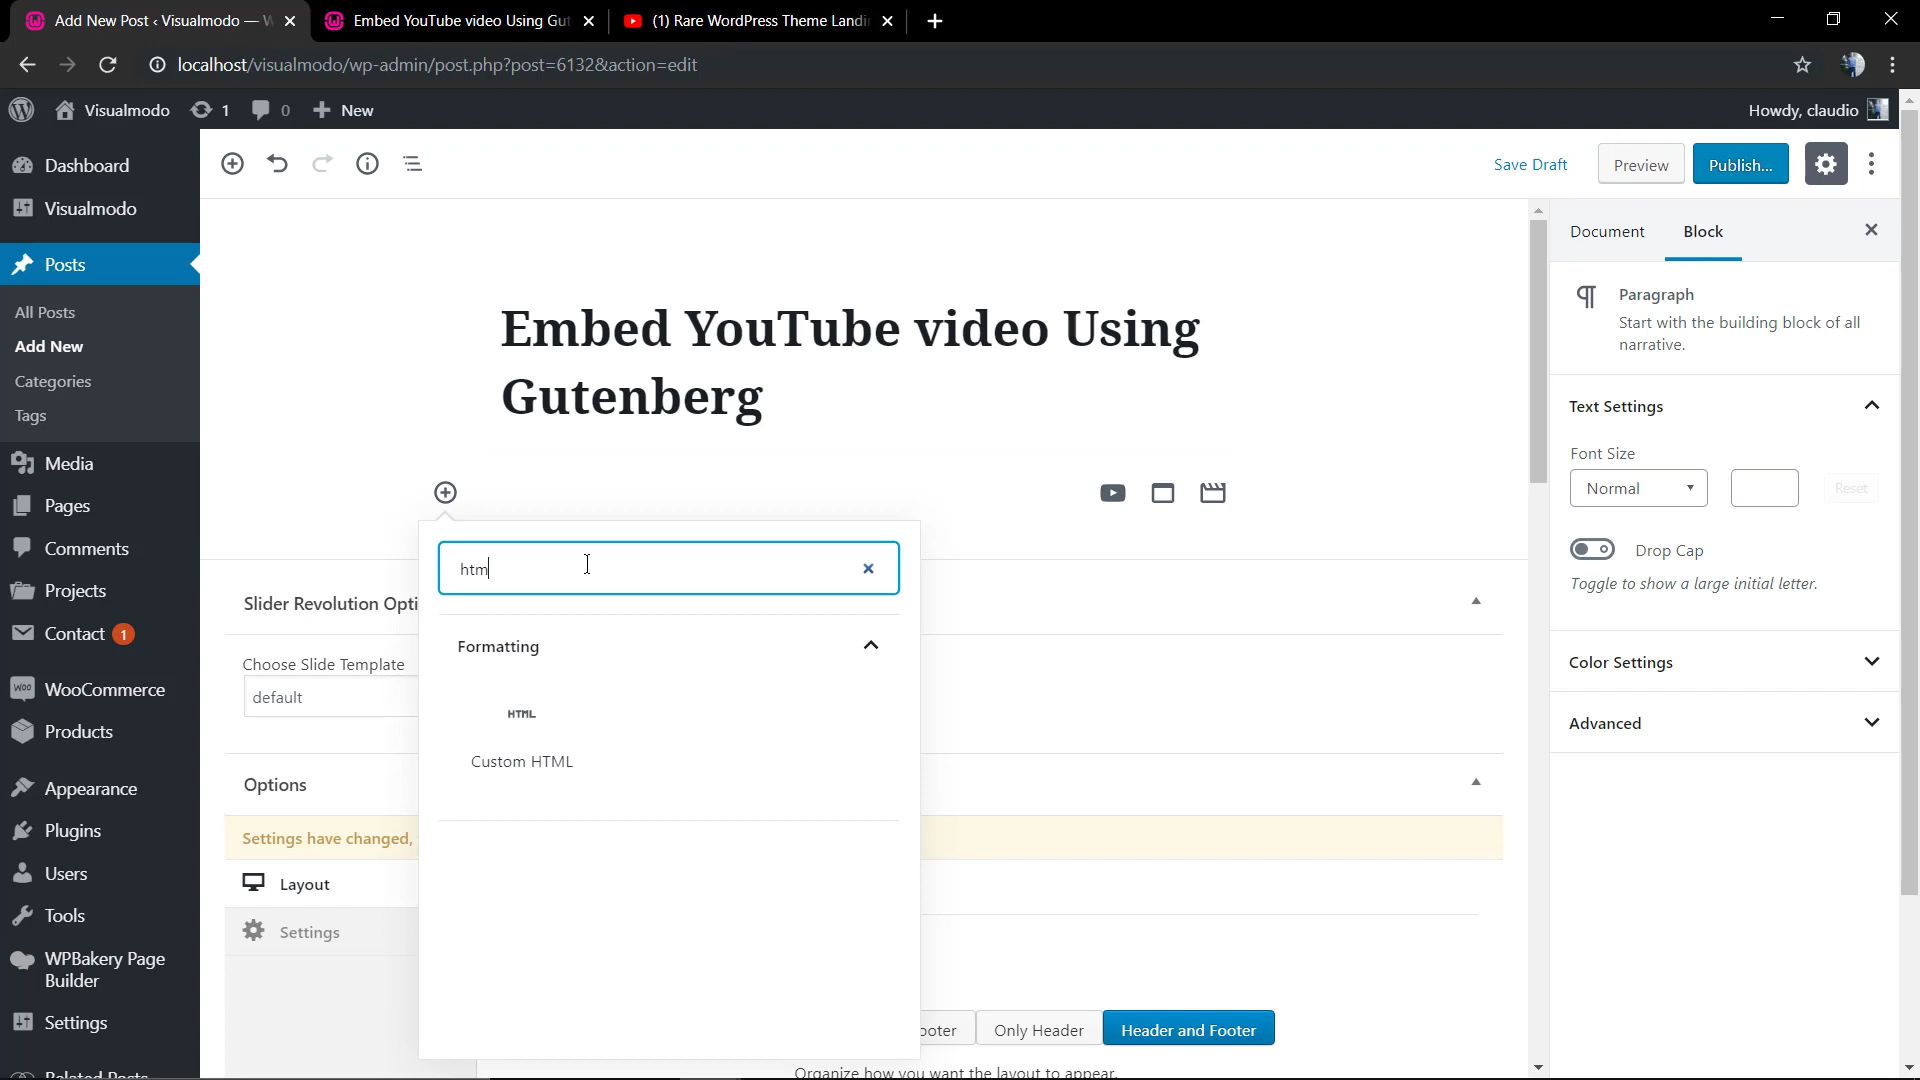 Add New Post ‹ Visualmodo —
Embed YouTube video Using Gut
(1) Rare WordPress Theme Landi
localhost/visualmodo/wp-admin/post.php?post=6132&action=edit
Visualmodo 1 0 New
Howdy, claudio
Dashboard
Visualmodo
Posts
All Posts
Add New
Categories
Tags
Media
Pages
Comments
Projects
Contact 1
WooCommerce
Products
Appearance
Plugins
Users
Tools
WPBakery Page
Builder
Settings
Related Posts
Save Draft
Preview
Publish...
Embed YouTube video Using
Gutenberg
htm
Formatting
HTML
Custom HTML
Slider Revolution Opti
Choose Slide Template
default
Options
Settings have changed,
Layout
Settings
ooter
Only Header
Header and Footer
Organize how you want the layout to appear.
Document
Block
Paragraph
Start with the building block of all
narrative.
Text Settings
Font Size
Normal
Reset
Drop Cap
Toggle to show a large initial letter.
Color Settings
Advanced